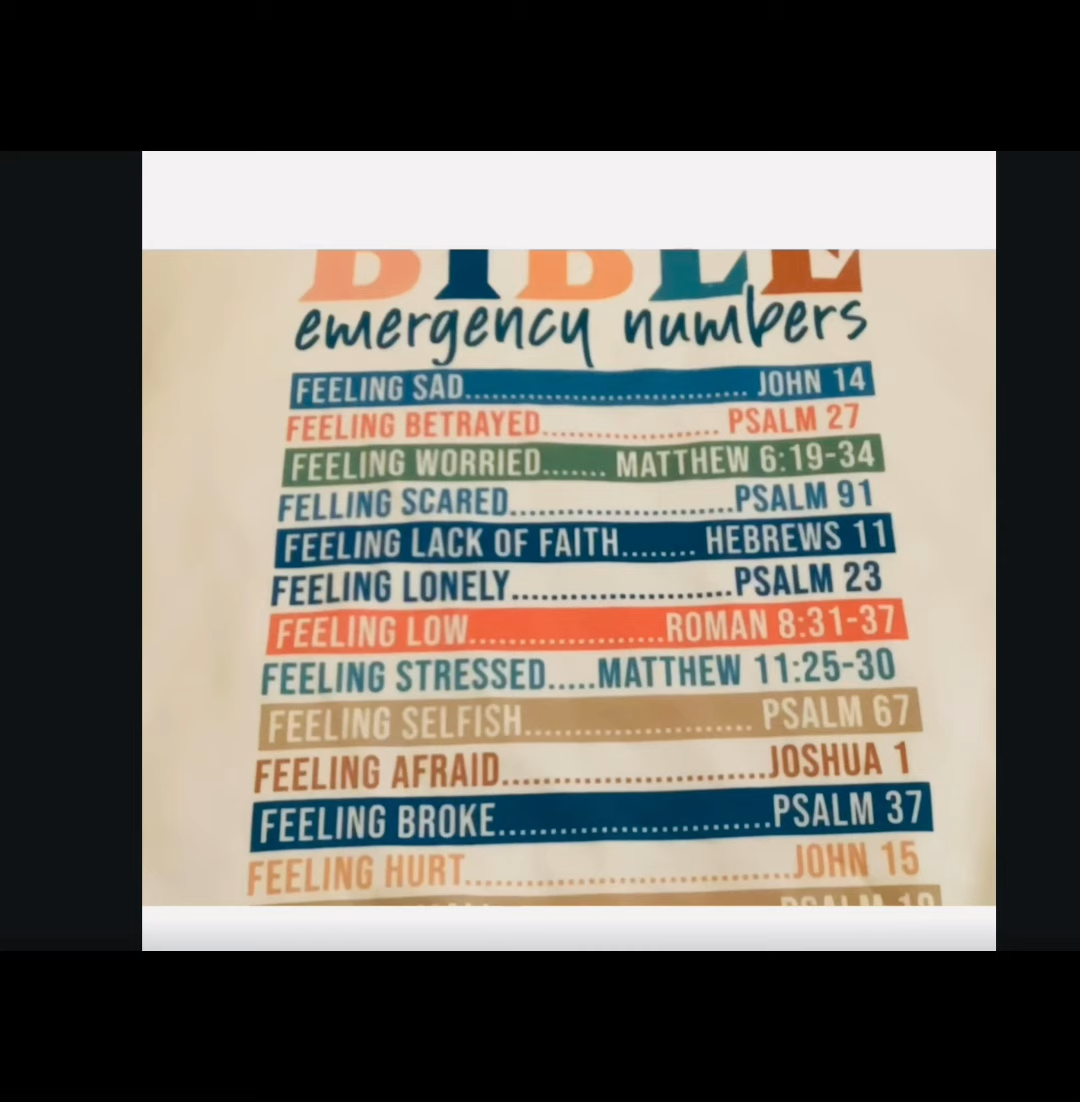 BIBLE
emergency numbers
FEELING SAD................................ JOHN 14
FEELING BETRAYED.................. PSALM 27
FEELING WORRIED....... MATTHEW 6:19-34
FELLING SCARED.......................PSALM 91
FEELING LACK OF FAITH........ HEBREWS 11
FEELING LONELY......................PSALM 23
FEELING LOW....................ROMAN 8:31-37
FEELING STRESSED.....MATTHEW 11:25-30
FEELING SELFISH....................... PSALM 67
FEELING AFRAID..........................JOSHUA 1
FEELING BROKE...........................PSALM 37
FEELING HURT................................JOHN 15
PSALM